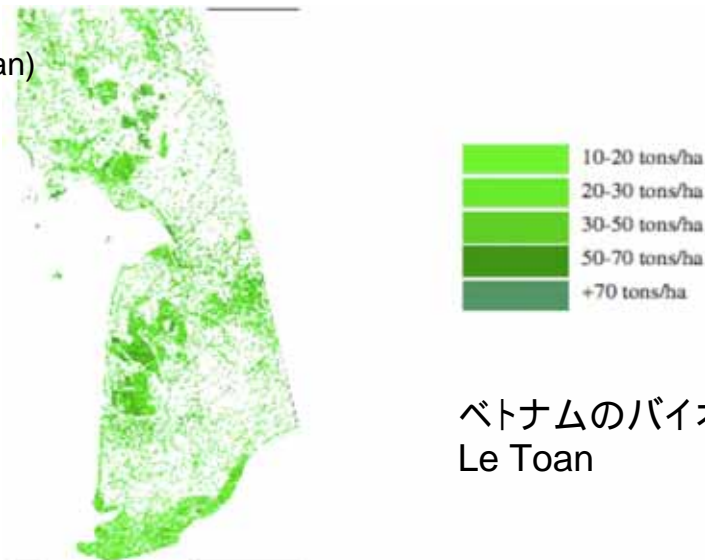 an)
10-20 tons/ha
20-30 tons/ha
30-50 tons/ha
50-70 tons/ha
+70 tons/ha
ベトナムのバイオ
Le Toan